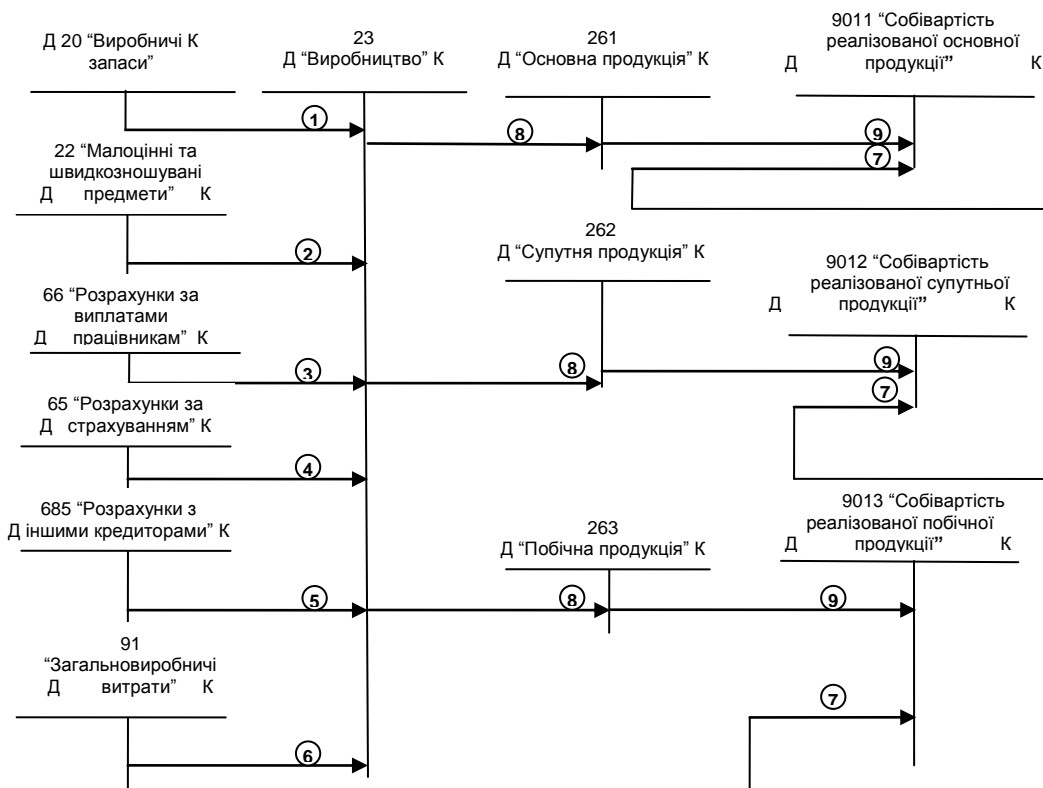 Д 20 “Виробничі К
запаси”
23
Д “Виробництво” К
261
Д “Основна продукція” К
9011 “Собівартість
реалізованої основної
Д продукції” К
1
8
9
7
22 “Малоцінні та
швидкозношувані
Д предмети” К
2
262
Д “Супутня продукція” К
9012 “Собівартість
реалізованої супутньої
Д продукції” К
66 “Розрахунки за
виплатами
Д працівникам” К
3
8
9
7
65 “Розрахунки за
Д страхуванням” К
4
685 “Розрахунки з
Д іншими кредиторами” К
263
Д “Побічна продукція” К
9013 “Собівартість
реалізованої побічної
Д продукції” К
5
8
9
91
“Загальновиробничі
Д витрати” К
7
6